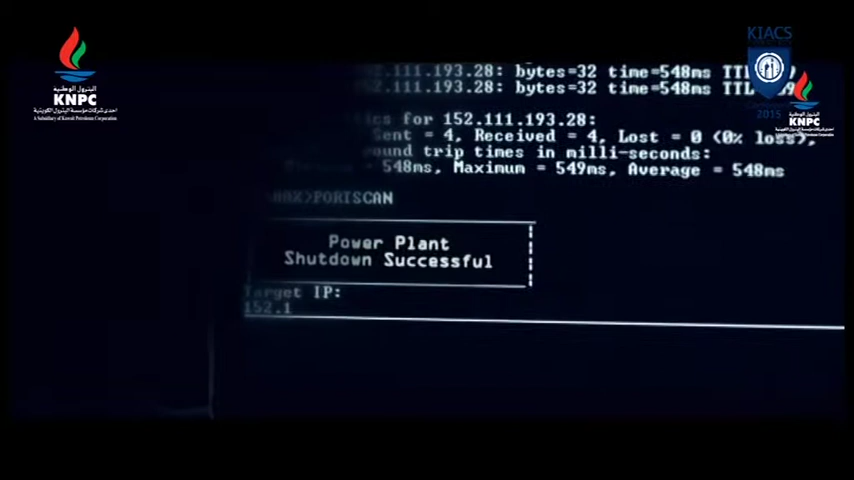 KIACS
2015
البترول الوطنية
KNPC
احدى شركات مؤسسة البترول الكويتية
A Subsidiary of Kuwait Petroleum Corporation
البترول الوطنية
KNPC
.111.193.28: bytes=32 time=548ms
.111.193.28: bytes=32 time=548ms
for 152.111.193.28:
Sent = 4, Received = 4, Lost = 0 (0% loss),
round trip times in milli-seconds:
= 548ms, Maximum = 549ms, Average = 548ms
>PORTSCAN
Power Plant
Shutdown Successful
Target IP:
152.1